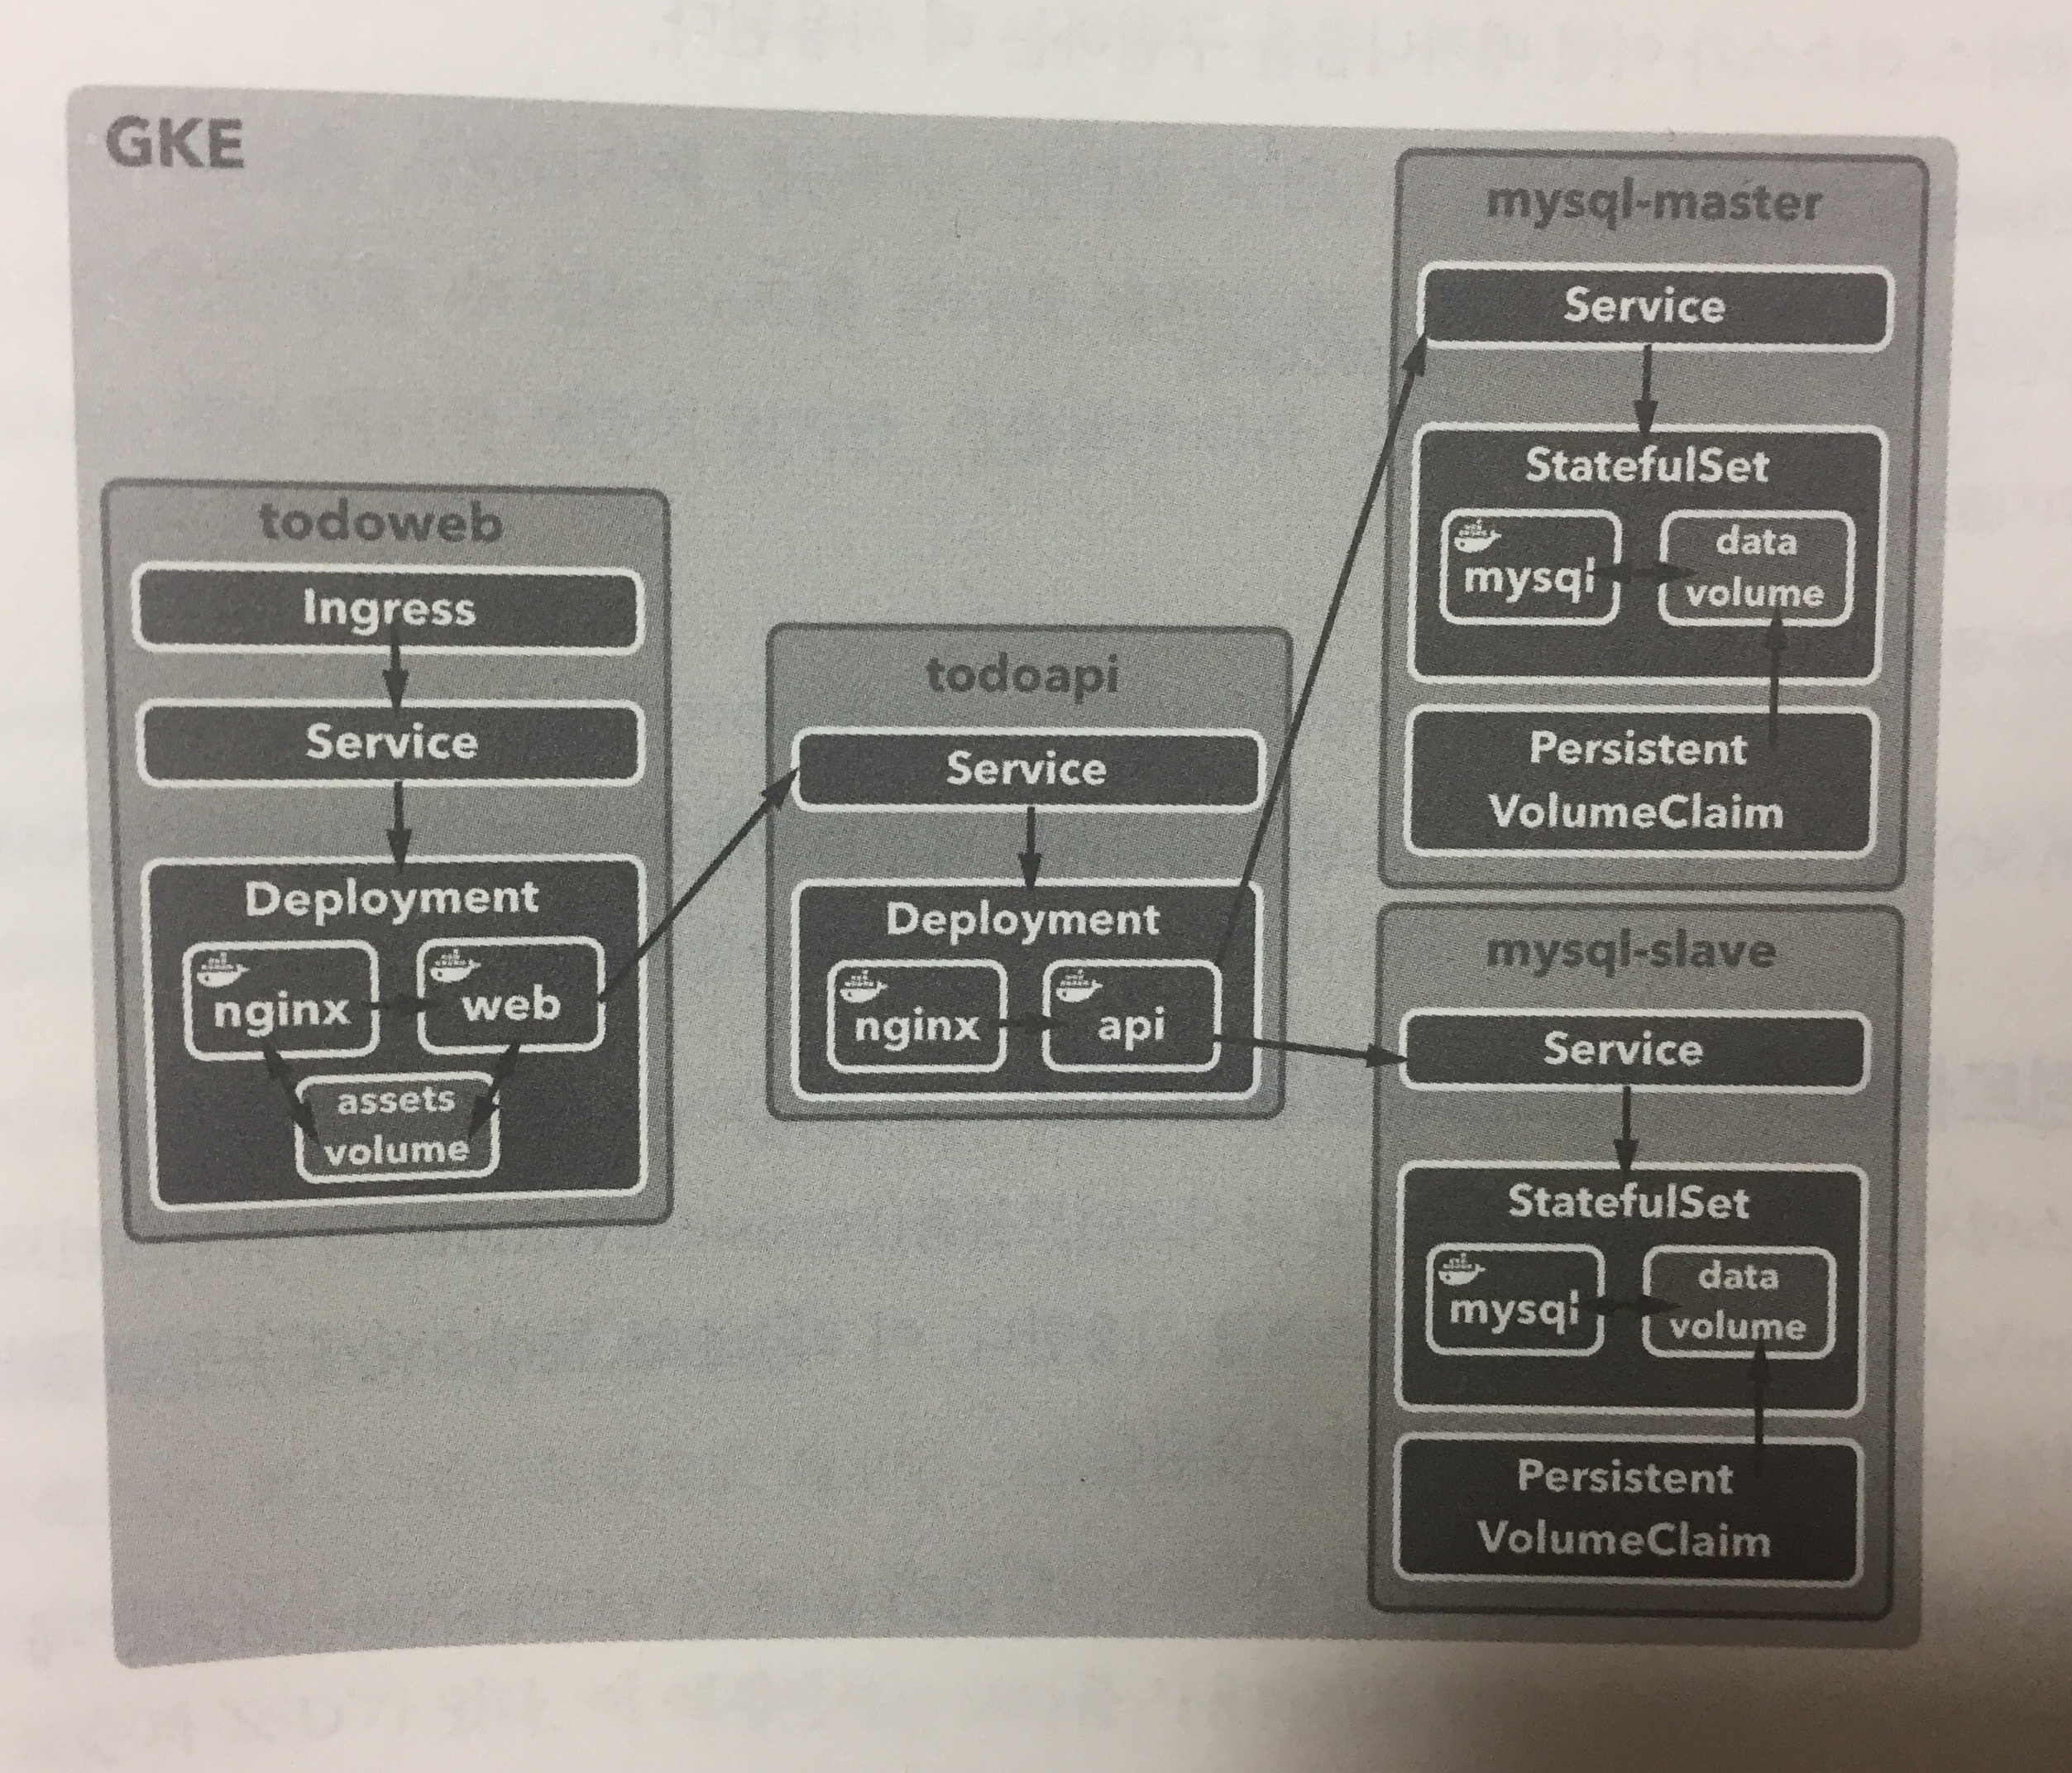 GKE
todoweb
Ingress
Service
Deployment
nginx
web
assets
volume
todoapi
Service
Deployment
nginx
api
mysql-master
Service
StatefulSet
mysql
data
volume
Persistent
VolumeClaim
mysql-slave
Service
StatefulSet
mysql
data
volume
Persistent
VolumeClaim